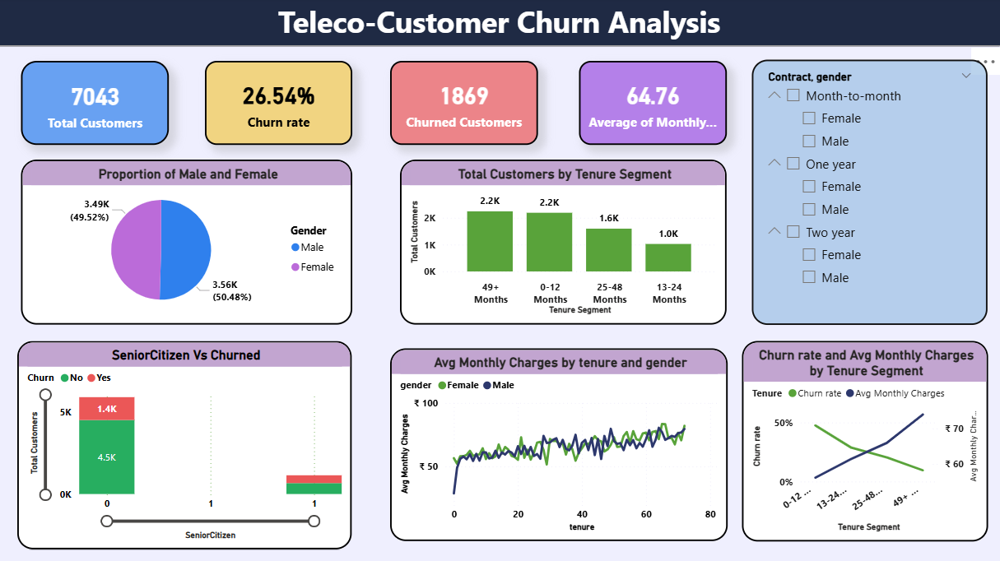 Teleco-Customer Churn Analysis
7043
Total Customers
26.54%
Churn rate
1869
Churned Customers
64.76
Average of Monthly...
Contract, gender
Month-to-month
Female
Male
One year
Female
Male
Two year
Female
Male
Proportion of Male and Female
3.49K
(49.52%)
3.56K
(50.48%)
Gender
Male
Female
Total Customers by Tenure Segment
Total Customers
2K
1K
0K
2.2K
2.2K
1.6K
1.0K
49+
Months
0-12
Months
25-48
Months
13-24
Months
Tenure Segment
SeniorCitizen Vs Churned
Churn No Yes
Total Customers
5K
0K
1.4K
4.5K
0 1 1
SeniorCitizen
Avg Monthly Charges by tenure and gender
gender Female Male
Avg Monthly Charges
₹ 100
₹ 50
0 20 40 60 80
tenure
Churn rate and Avg Monthly Charges
by Tenure Segment
Tenure Churn rate Avg Monthly Charges
Churn rate
50%
0%
₹ 70
₹ 60
Avg Monthly Char...
0-12 ...
13-24...
25-48...
49+ ...
Tenure Segment